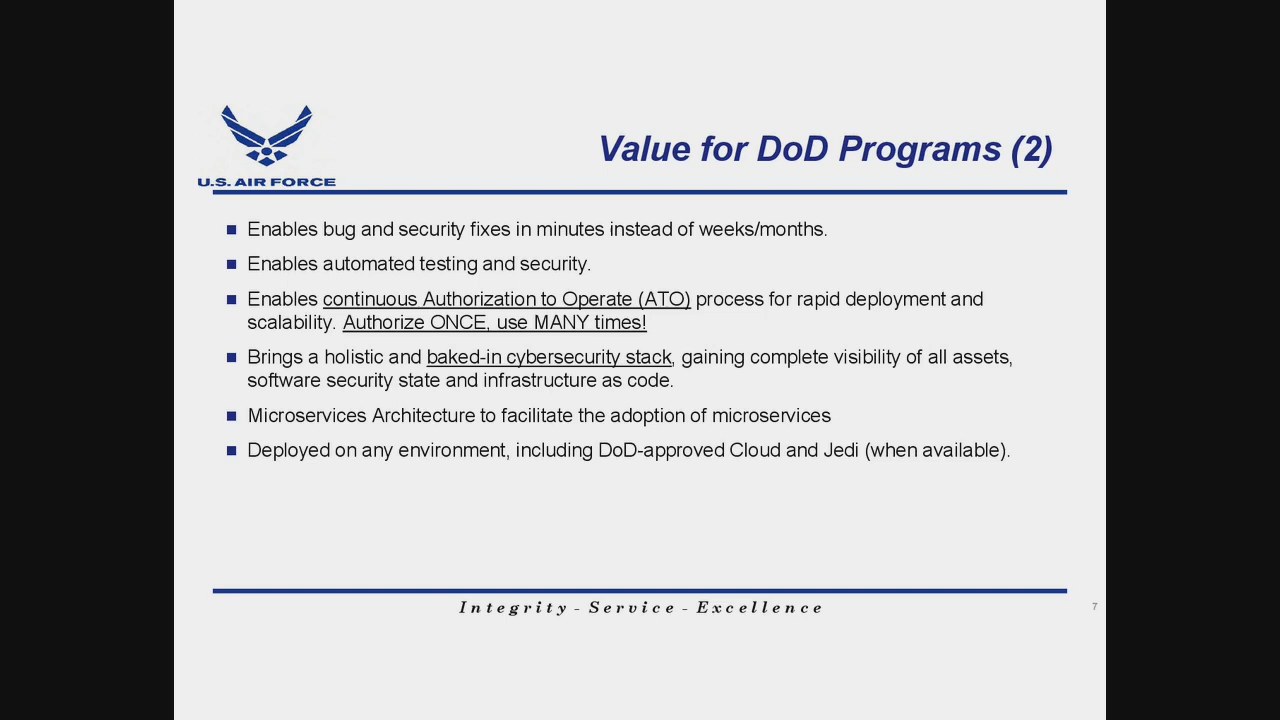 U.S. AIR FORCE
Value for DoD Programs (2)
Enables bug and security fixes in minutes instead of weeks/months.
Enables automated testing and security.
Enables continuous Authorization to Operate (ATO) process for rapid deployment and
scalability. Authorize ONCE, use MANY times!
Brings a holistic and baked-in cybersecurity stack, gaining complete visibility of all assets,
software security state and infrastructure as code.
Microservices Architecture to facilitate the adoption of microservices
Deployed on any environment, including DoD-approved Cloud and Jedi (when available).
Integrity - Service - Excellence
7